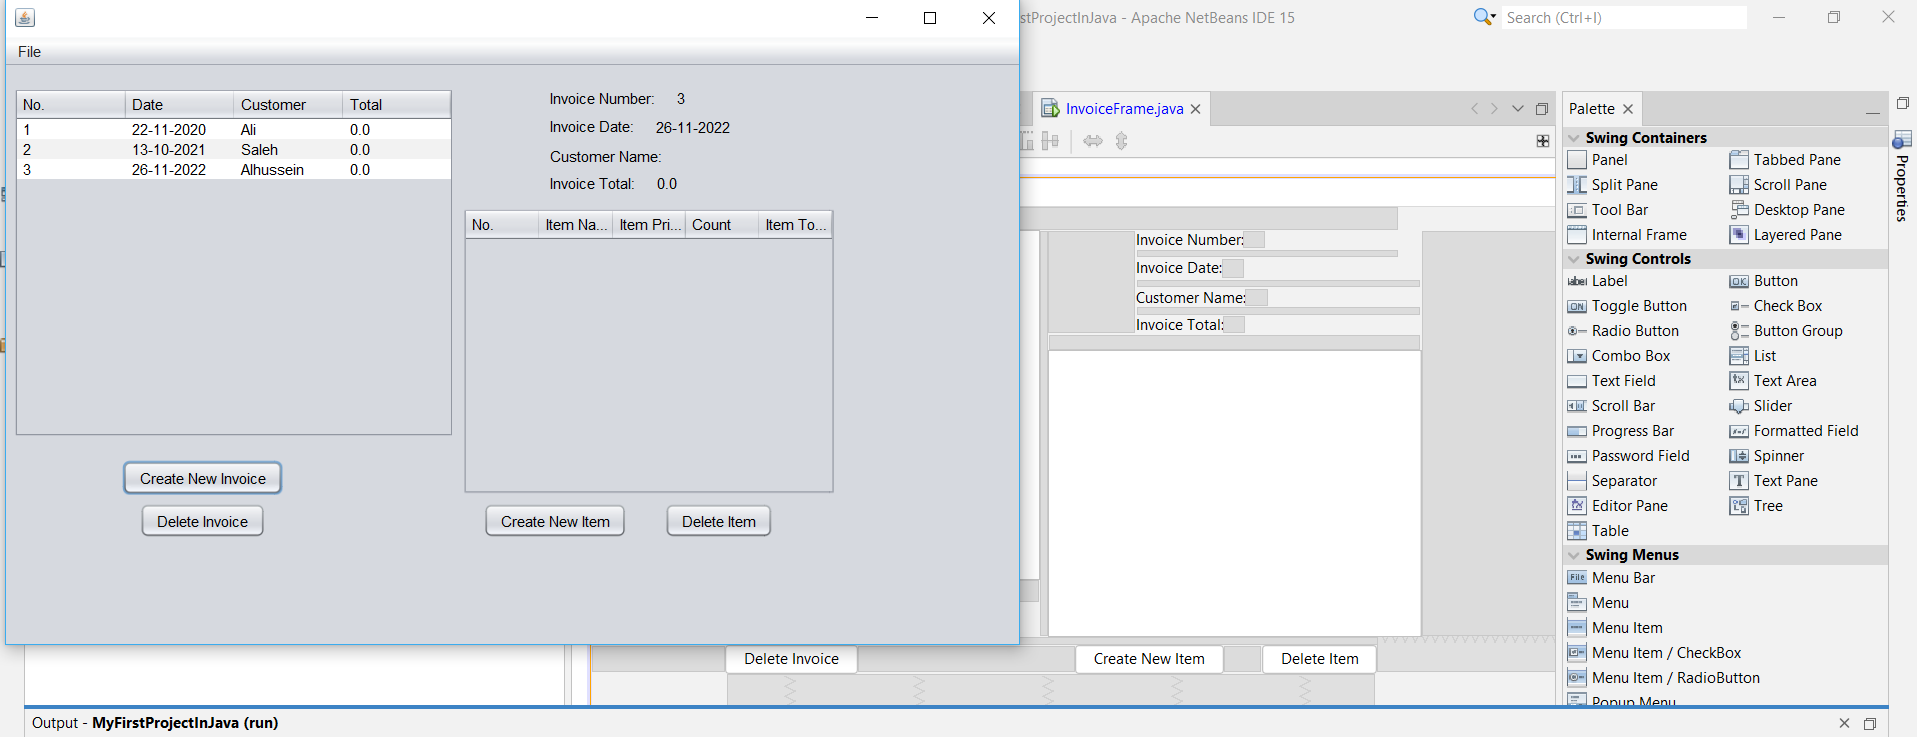 stProjectInJava - Apache NetBeans IDE 15
Search (Ctrl+I)
File
No. Date Customer Total
1 22-11-2020 Ali 0.0
2 13-10-2021 Saleh 0.0
3 26-11-2022 Alhussein 0.0
Create New Invoice
Delete Invoice
Invoice Number: 3
Invoice Date: 26-11-2022
Customer Name:
Invoice Total: 0.0
No. Item Na... Item Pri... Count Item To...
Create New Item Delete Item
InvoiceFrame.java
Invoice Number:
Invoice Date:
Customer Name:
Invoice Total:
Delete Invoice Create New Item Delete Item
Palette
Swing Containers
Panel Tabbed Pane
Split Pane Scroll Pane
Tool Bar Desktop Pane
Internal Frame Layered Pane
Swing Controls
label Label OK Button
ON Toggle Button Check Box
Radio Button Button Group
Combo Box List
Text Field Text Area
Scroll Bar Slider
Progress Bar Formatted Field
Password Field Spinner
Separator T Text Pane
Editor Pane Tree
Table
Swing Menus
File Menu Bar
Menu
Menu Item
Menu Item / CheckBox
Menu Item / RadioButton
Popup Menu
Properties
Output - MyFirstProjectInJava (run)